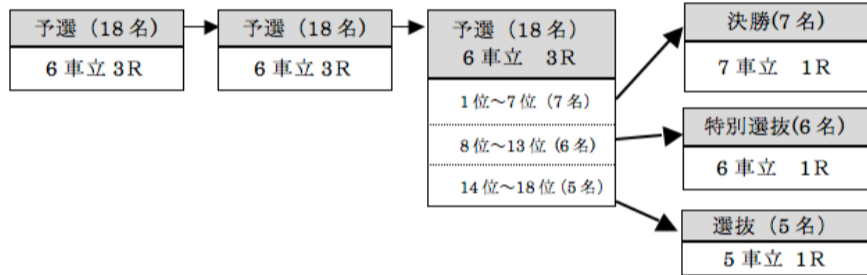 予選（18名）
6車立 3R
予選（18名）
6車立 3R
予選（18名）
6車立 3R
1位～7位（7名）
8位～13位（6名）
14位～18位（5名）
決勝(7名)
7車立 1R
特別選抜(6名)
6車立 1R
選抜（5名）
5車立 1R